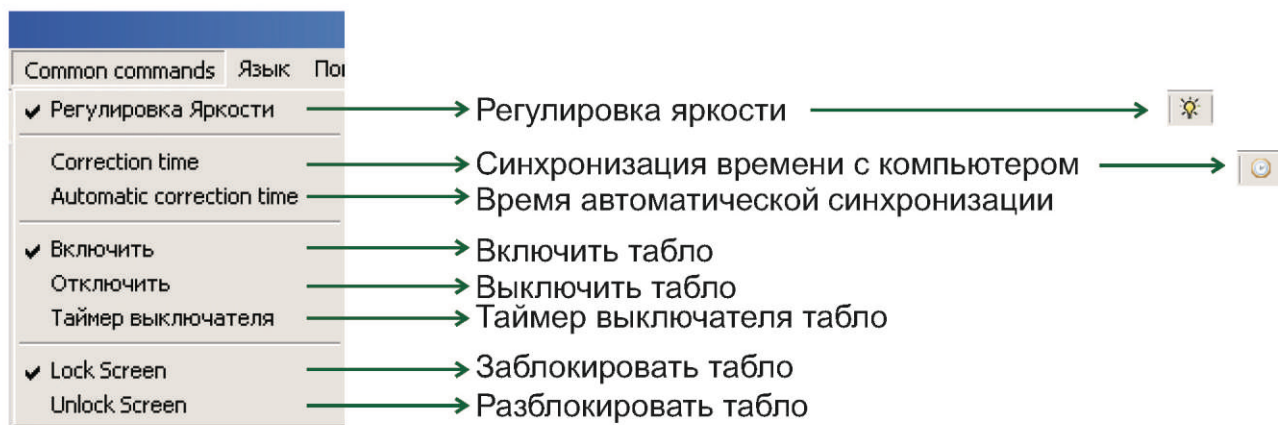 Common commands Язык
Регулировка Яркости Регулировка яркости
Correction time Синхронизация времени с компьютером
Automatic correction time Время автоматической синхронизации
Включить Включить табло
Отключить Выключить табло
Таймер выключателя Таймер выключателя табло
Lock Screen Заблокировать табло
Unlock Screen Разблокировать табло